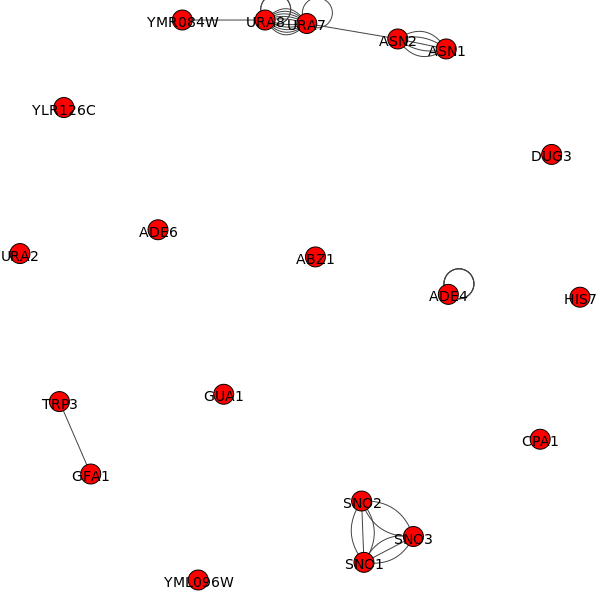 YMR084W
URA8
URA7
ASN2
ASN1
YLR126C
DUG3
ADE6
URA2
ABZ1
ADE4
HIS7
TRP3
GUA1
CPA1
GFA1
SNO2
SNO3
SNO1
YML096W